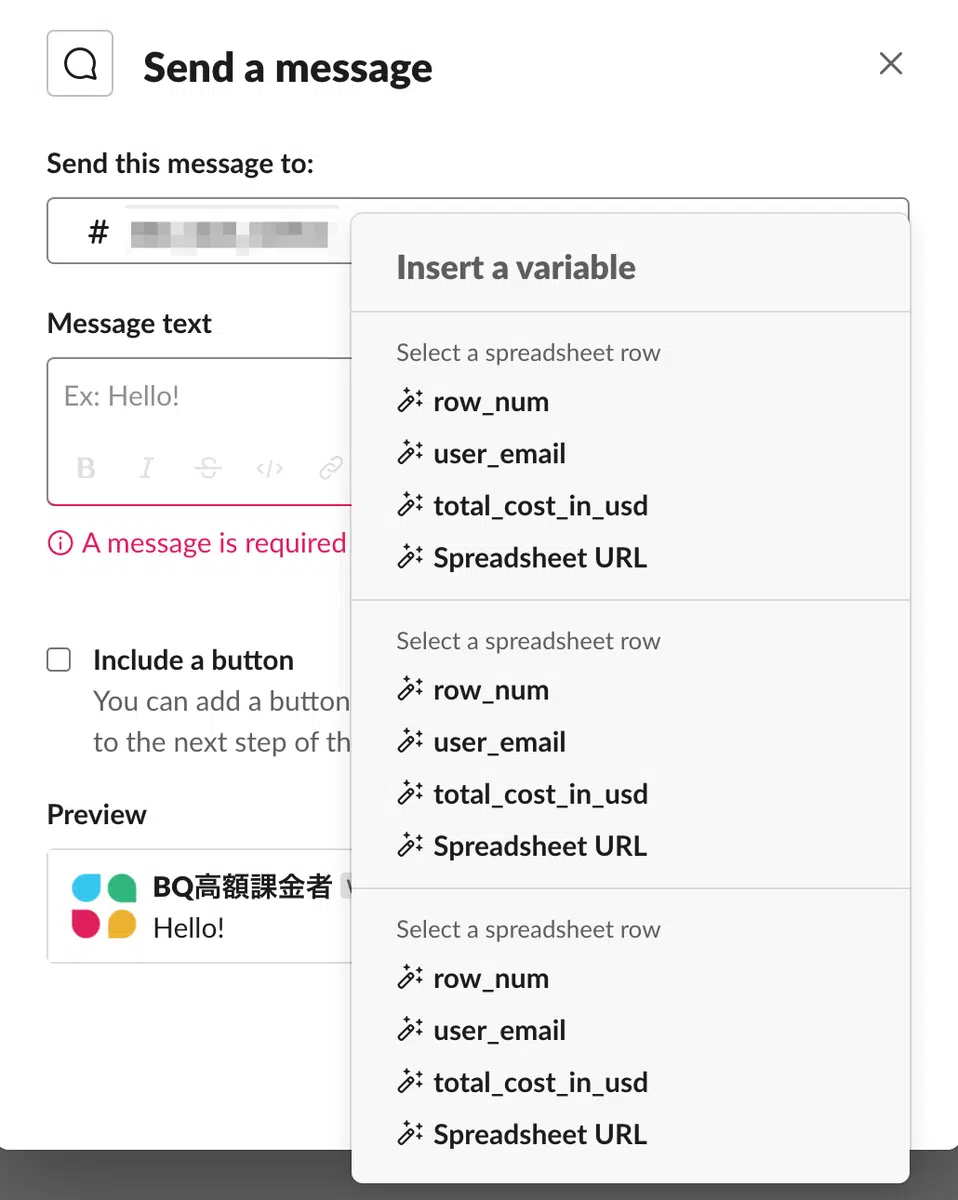 Send a message
Send this message to:
#
Insert a variable
Message text
Select a spreadsheet row
Ex: Hello!
row_num
user_email
total_cost_in_usd
Spreadsheet URL
A message is required
Select a spreadsheet row
row_num
user_email
total_cost_in_usd
Spreadsheet URL
Include a button
You can add a button
to the next step of
Preview
BQ高額課金者
Hello!
Select a spreadsheet row
row_num
user_email
total_cost_in_usd
Spreadsheet URL